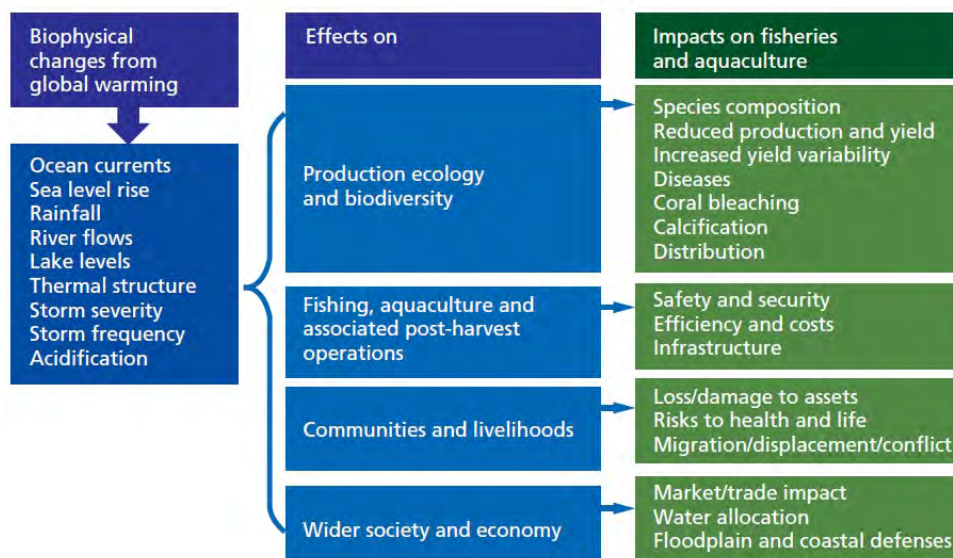 Biophysical
changes from
global warming
Effects on
Impacts on fisheries
and aquaculture
Ocean currents
Sea level rise
Rainfall
River flows
Lake levels
Thermal structure
Storm severity
Storm frequency
Acidification
Production ecology
and biodiversity
Species composition
Reduced production and yield
Increased yield variability
Diseases
Coral bleaching
Calcification
Distribution
Fishing, aquaculture and
associated post-harvest
operations
Safety and security
Efficiency and costs
Infrastructure
Communities and livelihoods
Loss/damage to assets
Risks to health and life
Migration/displacement/conflict
Wider society and economy
Market/trade impact
Water allocation
Floodplain and coastal defenses